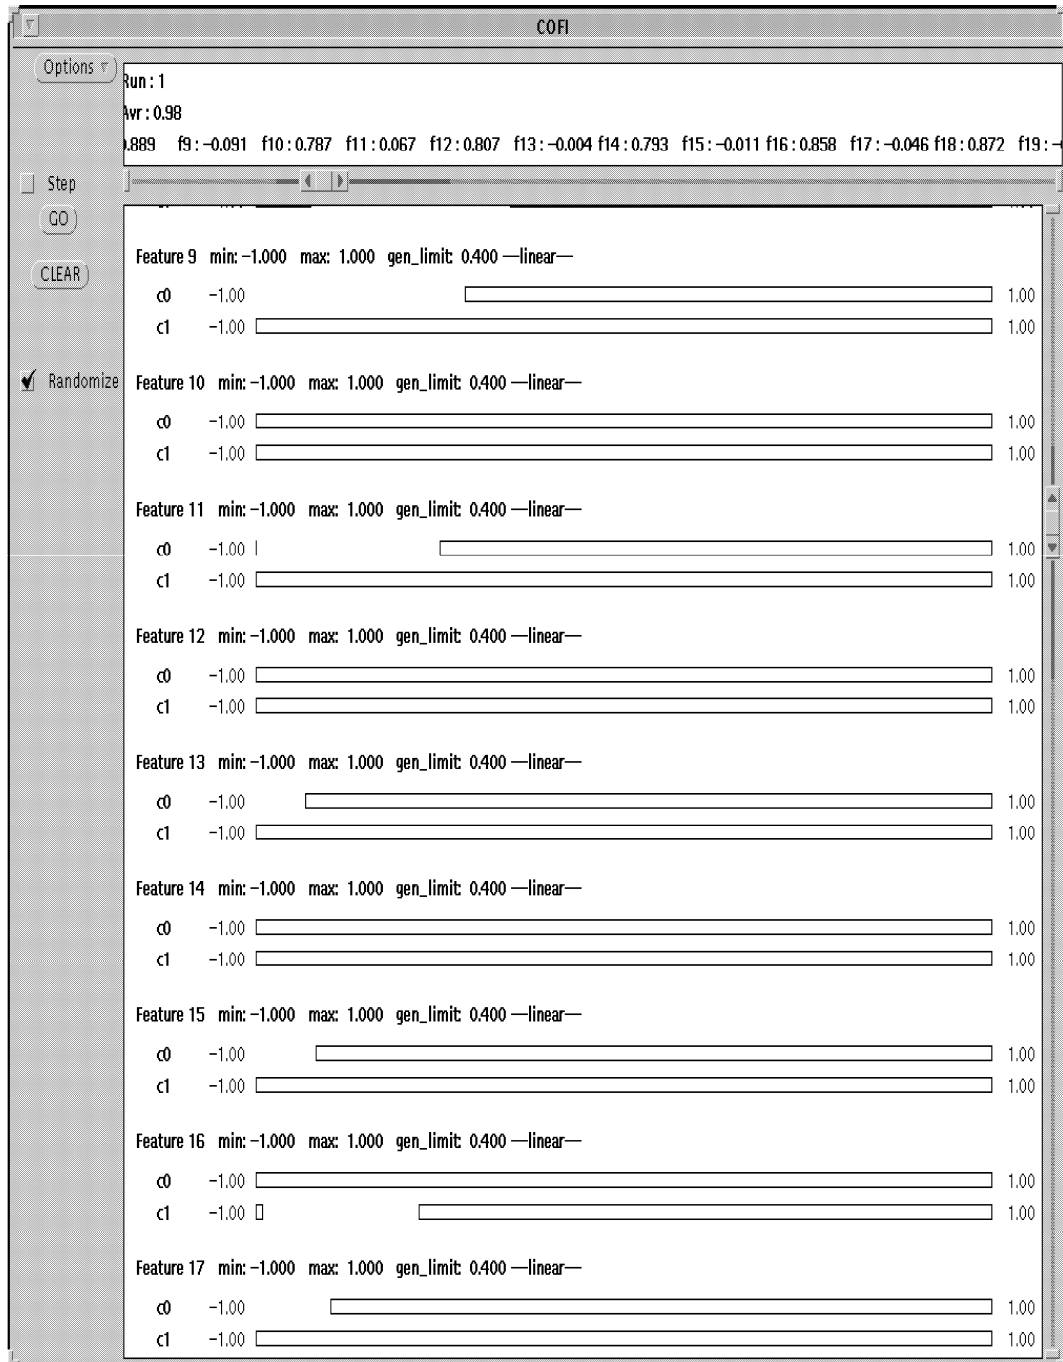 COFI
Options
Run : 1
Avr : 0.98
.889 f9 : −0.091 f10 : 0.787 f11 : 0.067 f12 : 0.807 f13 : −0.004 f14 : 0.793 f15 : −0.011 f16 : 0.858 f17 : −0.046 f18 : 0.872 f19 : −
Step
GO
CLEAR
Randomize
Feature 9 min: −1.000 max: 1.000 gen_limit: 0.400 —linear—
c0 −1.00 1.00
c1 −1.00 1.00
Feature 10 min: −1.000 max: 1.000 gen_limit: 0.400 —linear—
c0 −1.00 1.00
c1 −1.00 1.00
Feature 11 min: −1.000 max: 1.000 gen_limit: 0.400 —linear—
c0 −1.00 1.00
c1 −1.00 1.00
Feature 12 min: −1.000 max: 1.000 gen_limit: 0.400 —linear—
c0 −1.00 1.00
c1 −1.00 1.00
Feature 13 min: −1.000 max: 1.000 gen_limit: 0.400 —linear—
c0 −1.00 1.00
c1 −1.00 1.00
Feature 14 min: −1.000 max: 1.000 gen_limit: 0.400 —linear—
c0 −1.00 1.00
c1 −1.00 1.00
Feature 15 min: −1.000 max: 1.000 gen_limit: 0.400 —linear—
c0 −1.00 1.00
c1 −1.00 1.00
Feature 16 min: −1.000 max: 1.000 gen_limit: 0.400 —linear—
c0 −1.00 1.00
c1 −1.00 1.00
Feature 17 min: −1.000 max: 1.000 gen_limit: 0.400 —linear—
c0 −1.00 1.00
c1 −1.00 1.00